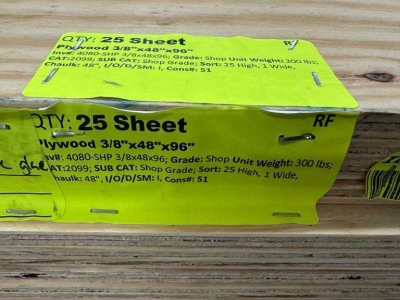 QTY: 25 Sheet
Plywood 3/8"x48"x96" RF
Inv#: 4080-SHP 3/8x48x96; Grade: Shop Unit Weight: 300 lbs;
CAT:2099; SUB CAT: Shop Grade; Sort: 25 High, 1 Wide,
Chaulk: 48", I/O/D/SM: I, Cons#: 51
QTY: 25 Sheet RF
Plywood 3/8"x48"x96"
nv#: 4080-SHP 3/8x48x96; Grade: Shop Unit Weight: 300 lbs;
CAT:2099; SUB CAT: Shop Grade; Sort: 25 High, 1 Wide,
haulk: 48", I/O/D/SM: I, Cons#: 51